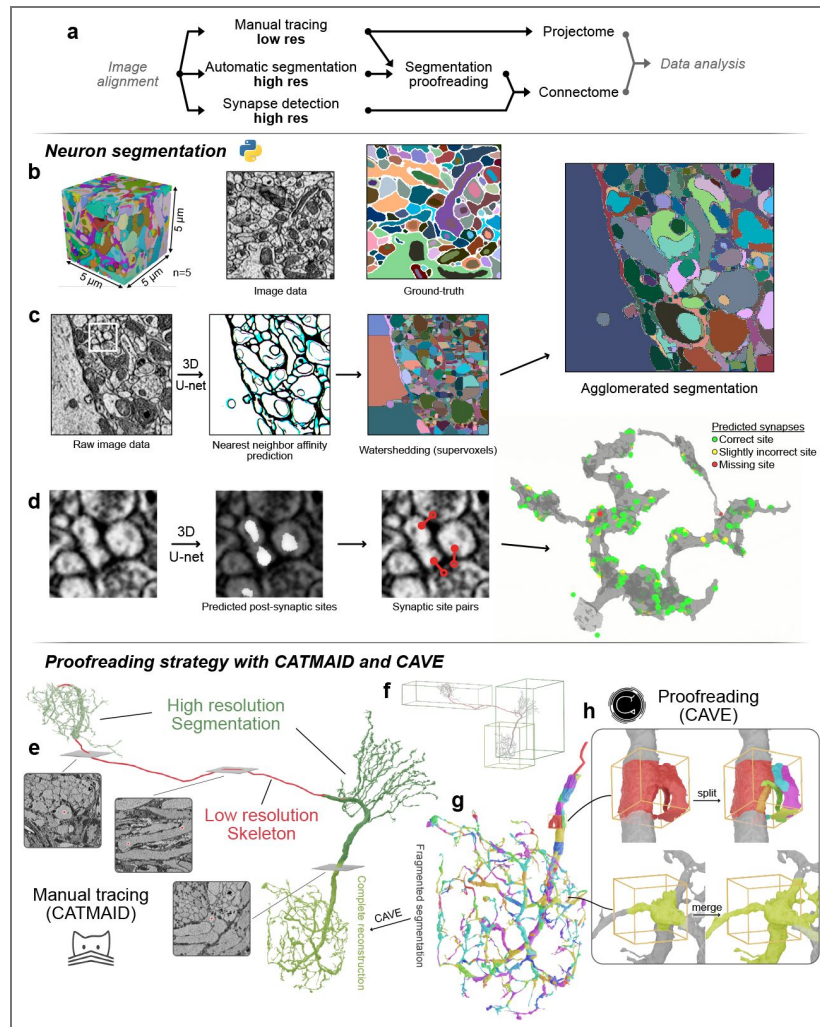 a
Image
alignment
Manual tracing
low res
Automatic segmentation
high res
Synapse detection
high res
Segmentation
proofreading
Projectome
Connectome
Data analysis
Neuron segmentation
b
5 µm
5 µm
5 µm
n=5
Image data
Ground-truth
c
Raw image data
3D
U-net
Nearest neighbor affinity
prediction
Watershedding (supervoxels)
Agglomerated segmentation
d
3D
U-net
Predicted post-synaptic sites
Synaptic site pairs
Predicted synapses
Correct site
Slightly incorrect site
Missing site
Proofreading strategy with CATMAID and CAVE
e
High resolution
Segmentation
Low resolution
Skeleton
Manual tracing
(CATMAID)
Complete reconstruction
CAVE
Fragmented segmentation
f
g
h
Proofreading
(CAVE)
split
merge